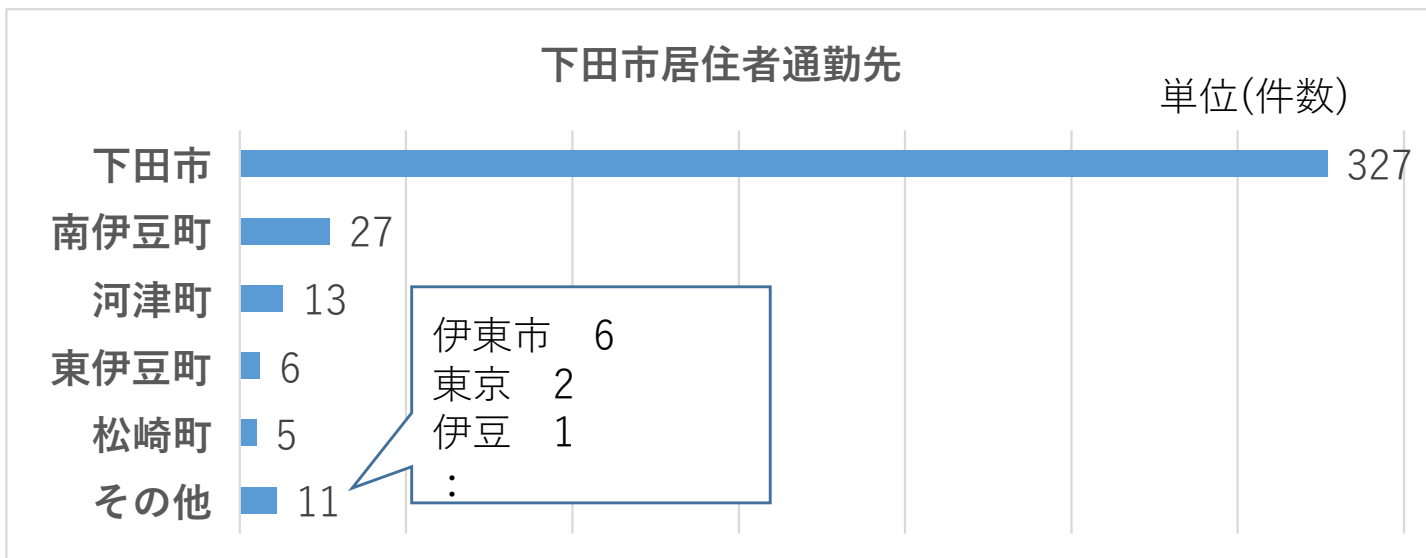 下田市居住者通勤先
単位(件数)
下田市 327
南伊豆町 27
河津町 13
東伊豆町 6
松崎町 5
その他 11
伊東市　6
東京　2
伊豆　1
：